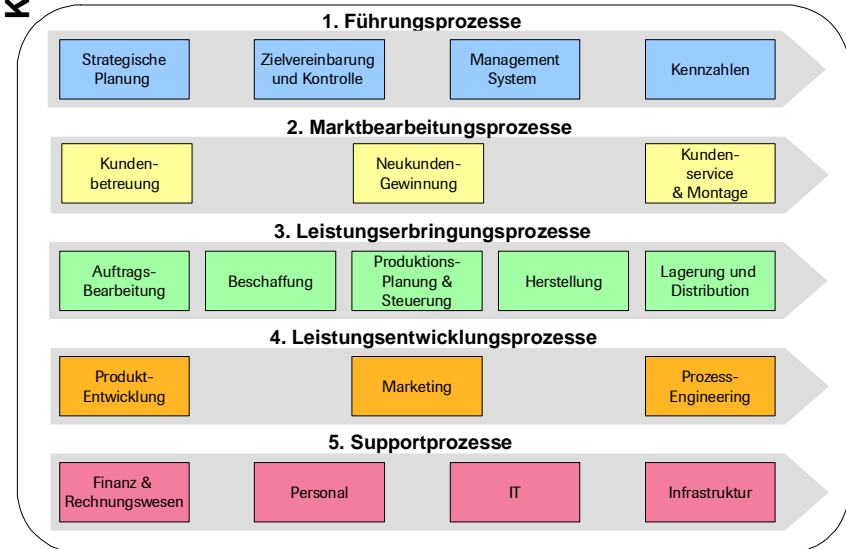 K
1. Führungsprozesse
Strategische
Planung
Zielvereinbarung
und Kontrolle
Management
System
Kennzahlen
2. Marktbearbeitungsprozesse
Kunden-
betreuung
Neukunden-
Gewinnung
Kunden-
service
& Montage
3. Leistungserbringungsprozesse
Auftrags-
Bearbeitung
Beschaffung
Produktions-
Planung &
Steuerung
Herstellung
Lagerung und
Distribution
4. Leistungsentwicklungsprozesse
Produkt-
Entwicklung
Marketing
Prozess-
Engineering
5. Supportprozesse
Finanz &
Rechnungswesen
Personal
IT
Infrastruktur